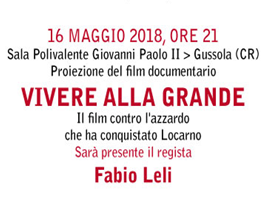 16 MAGGIO 2018, ORE 21
Sala Polivalente Giovanni Paolo II > Gussola (CR)
Proiezione del film documentario
VIVERE ALLA GRANDE
Il film contro l'azzardo
che ha conquistato Locarno
Sarà presente il regista
Fabio Leli